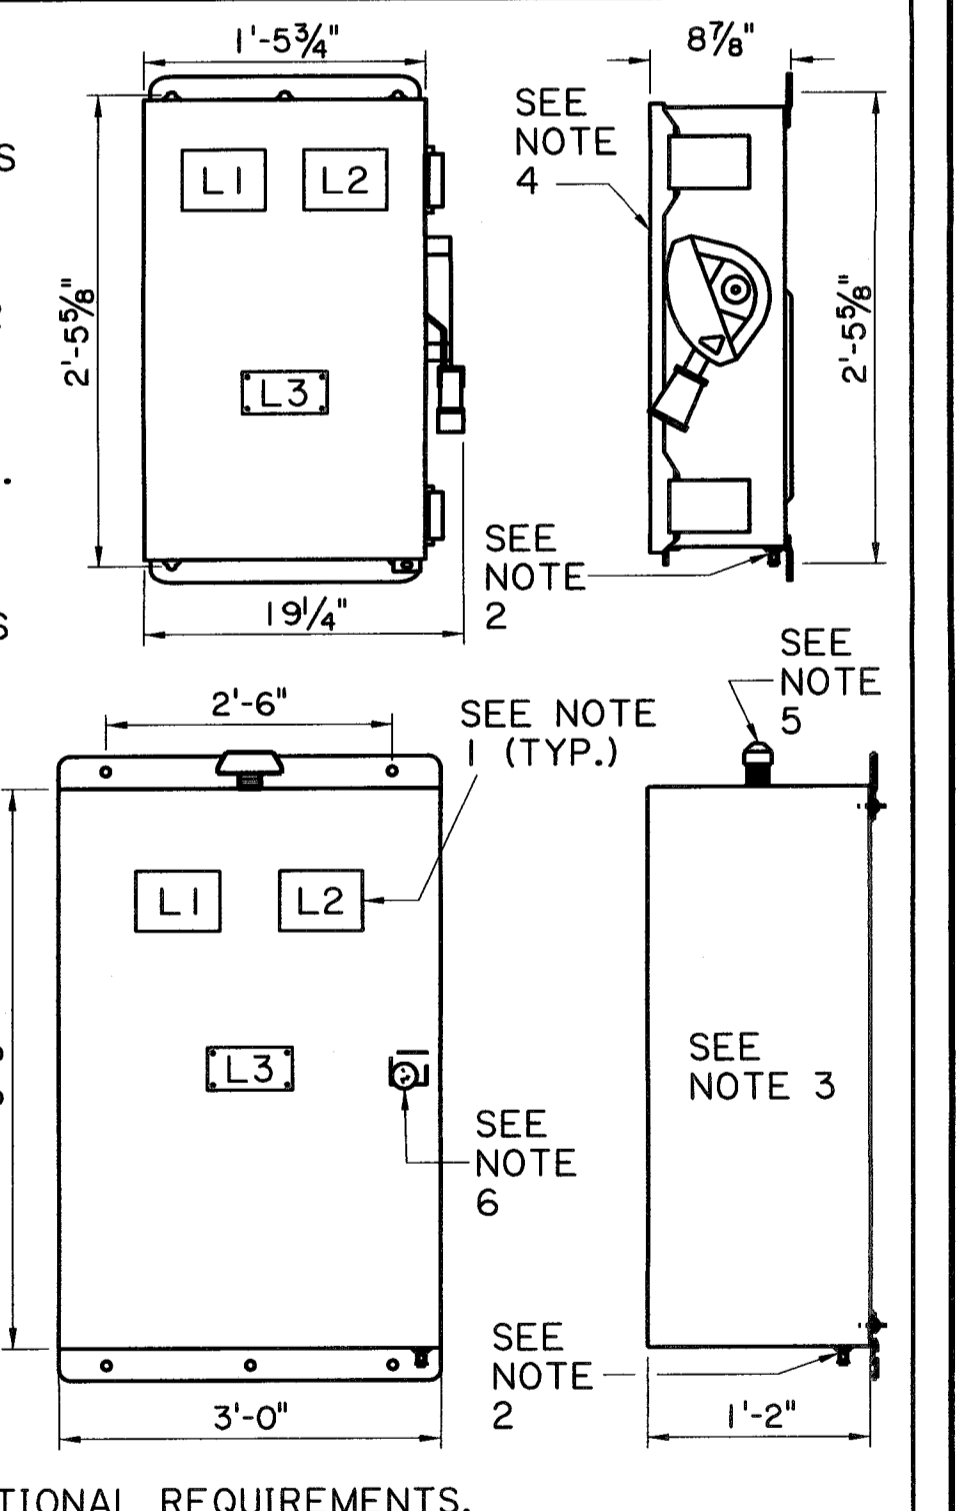 1'-5¾"
8⅞"
SEE
NOTE
4
S
L1
L2
2'-5⅝"
2'-5⅝"
L3
.
SEE
NOTE
2
S
19¼"
SEE
NOTE
5
2'-6"
SEE NOTE
1 (TYP.)
L1
L2
SEE
NOTE 3
L3
SEE
NOTE
6
SEE
NOTE
2
3'-0"
1'-2"
TIONAL REQUIREMENTS.